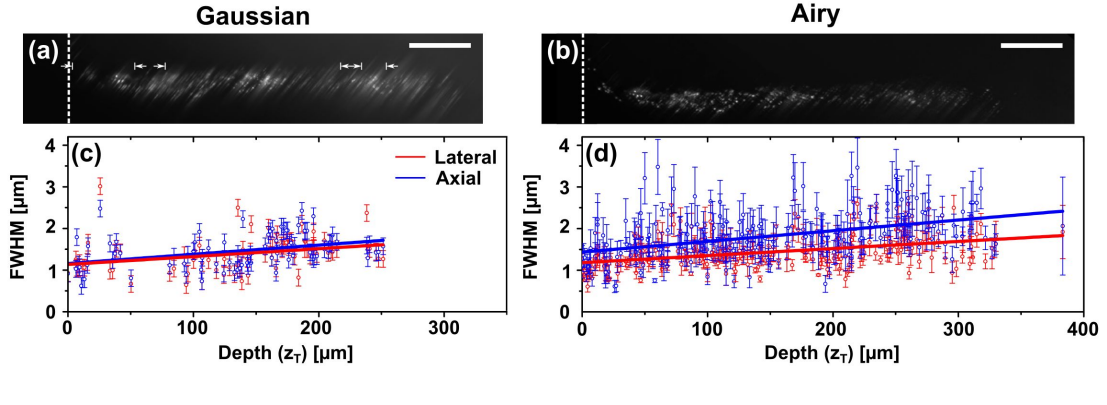 Gaussian
Airy
(a)
(b)
(c)
Lateral
Axial
(d)
FWHM [µm]
4
3
2
1
0
0
100
200
300
Depth (z_T) [µm]
FWHM [µm]
4
3
2
1
0
0
100
200
300
400
Depth (z_T) [µm]